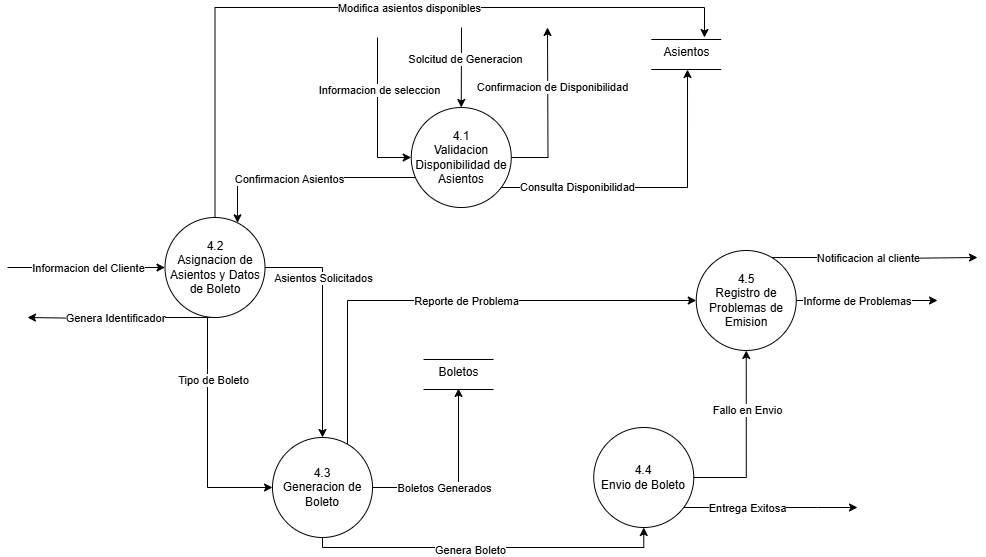 Modifica asientos disponibles
Asientos
Solcitud de Generacion
Informacion de seleccion
Confirmacion de Disponibilidad
4.1
Validacion
Disponibilidad de
Asientos
Confirmacion Asientos
Consulta Disponibilidad
4.2
Asignacion de
Asientos y Datos
de Boleto
Informacion del Cliente
Asientos Solicitados
Genera Identificador
Tipo de Boleto
Notificacion al cliente
4.5
Registro de
Problemas de
Emision
Informe de Problemas
Reporte de Problema
Boletos
Fallo en Envio
4.3
Generacion de
Boleto
Boletos Generados
4.4
Envio de Boleto
Entrega Exitosa
Genera Boleto